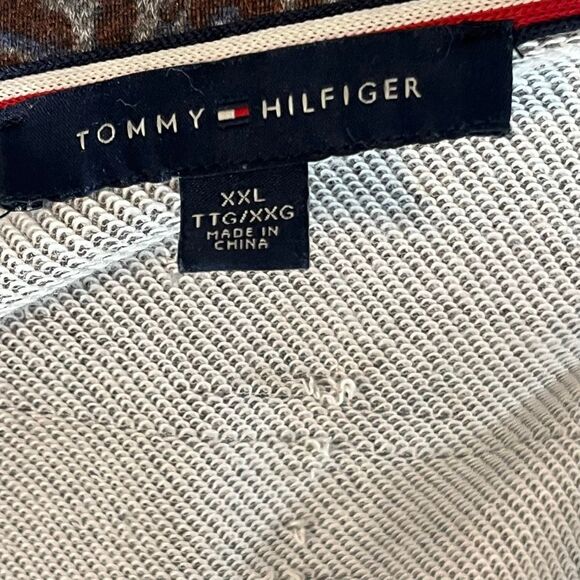 TOMMY HILFIGER
XXL
TTG/XXG
MADE IN
CHINA